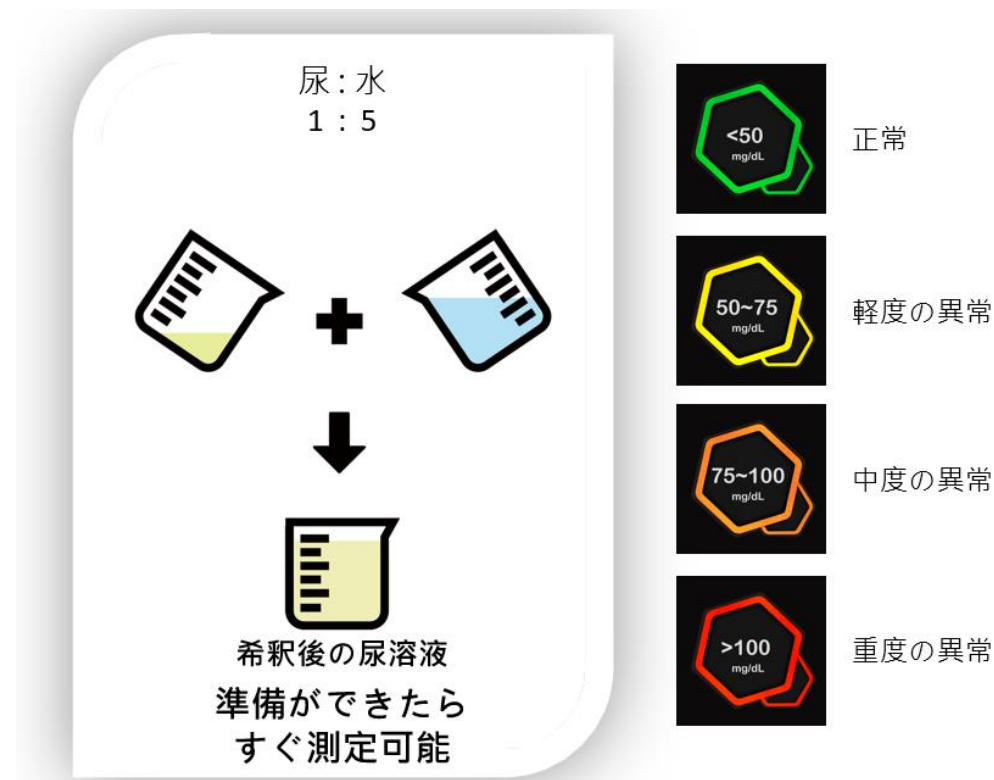 尿:水
1:5
希釈後の尿溶液
準備ができたら
すぐ測定可能
<50
mg/dL
正常
50~75
mg/dL
軽度の異常
75~100
mg/dL
中度の異常
>100
mg/dL
重度の異常